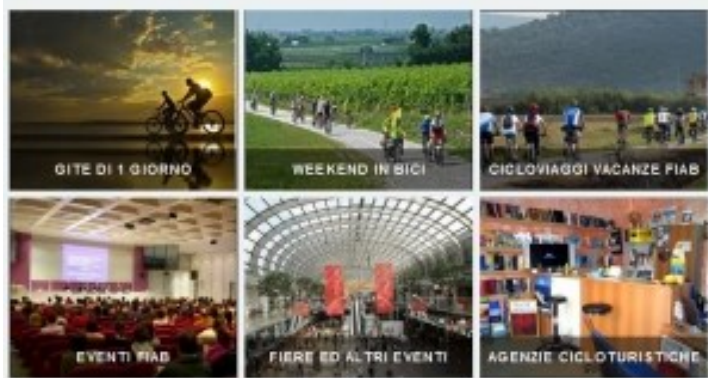 GITE DI 1 GIORNO
WEEKEND IN BICI
CICLOVIAGGI VACANZE FIAB
EVENTI FIAB
FIERE ED ALTRI EVENTI
AGENZIE CICLOTURISTICHE